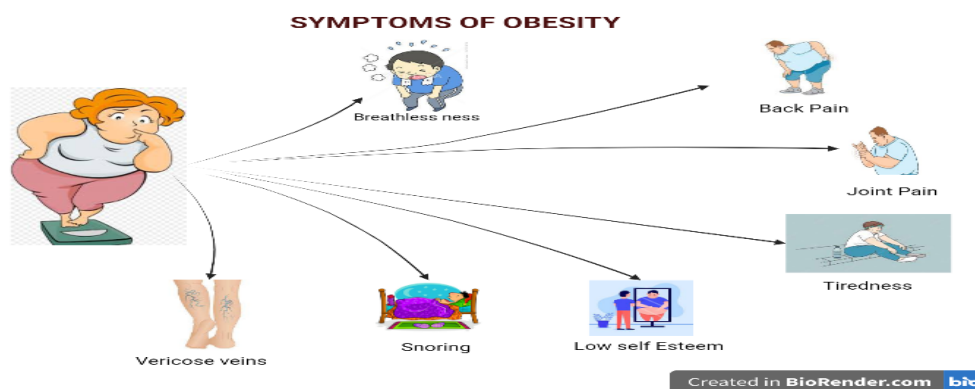 SYMPTOMS OF OBESITY
Breathless ness
Back Pain
Joint Pain
Tiredness
Vericose veins
Snoring
Low self Esteem
Created in BioRender.com bio